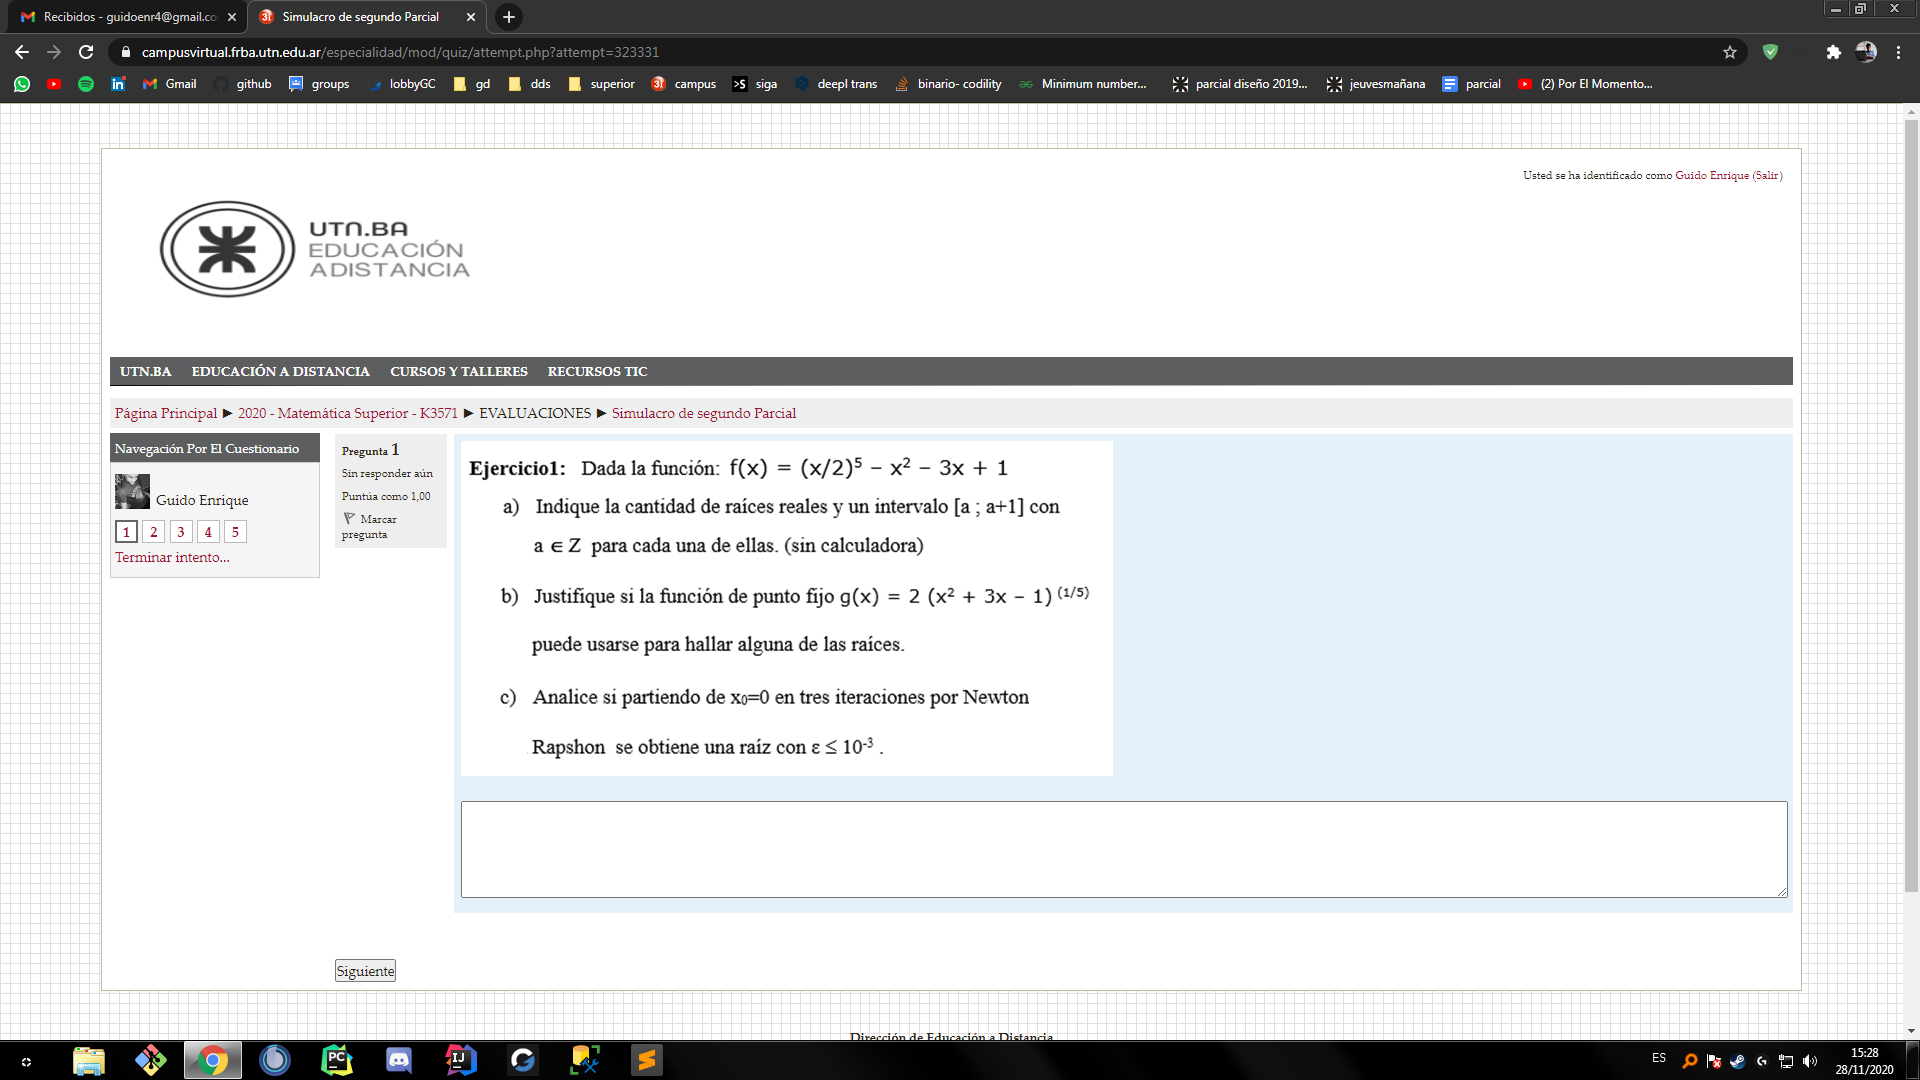 Recibidos - guidoenr4@gmail.co
Simulacro de segundo Parcial
campusvirtual.frba.utn.edu.ar/especialidad/mod/quiz/attempt.php?attempt=323331
Gmail
github
groups
lobbyGC
gd
dds
superior
campus
siga
deepl trans
binario- codility
Minimum number...
parcial diseño 2019...
jeuvesmañana
parcial
(2) Por El Momento...
Usted se ha identificado como Guido Enrique (Salir)
UTN.BA
EDUCACIÓN
A DISTANCIA
UTN.BA EDUCACIÓN A DISTANCIA CURSOS Y TALLERES RECURSOS TIC
Página Principal ► 2020 - Matemática Superior - K3571 ► EVALUACIONES ► Simulacro de segundo Parcial
Navegación Por El Cuestionario
Guido Enrique
1 2 3 4 5
Terminar intento...
Pregunta 1
Sin responder aún
Puntúa como 1,00
Marcar
pregunta
Ejercicio1: Dada la función: f(x) = (x/2)⁵ – x² – 3x + 1
a) Indique la cantidad de raíces reales y un intervalo [a ; a+1] con
a ∈ Z para cada una de ellas. (sin calculadora)
b) Justifique si la función de punto fijo g(x) = 2 (x² + 3x – 1) ⁽¹/⁵⁾
puede usarse para hallar alguna de las raíces.
c) Analice si partiendo de x₀=0 en tres iteraciones por Newton
Rapshon se obtiene una raíz con ε ≤ 10⁻³ .
Siguiente
Dirección de Educación a Distancia
ES
15:28
28/11/2020